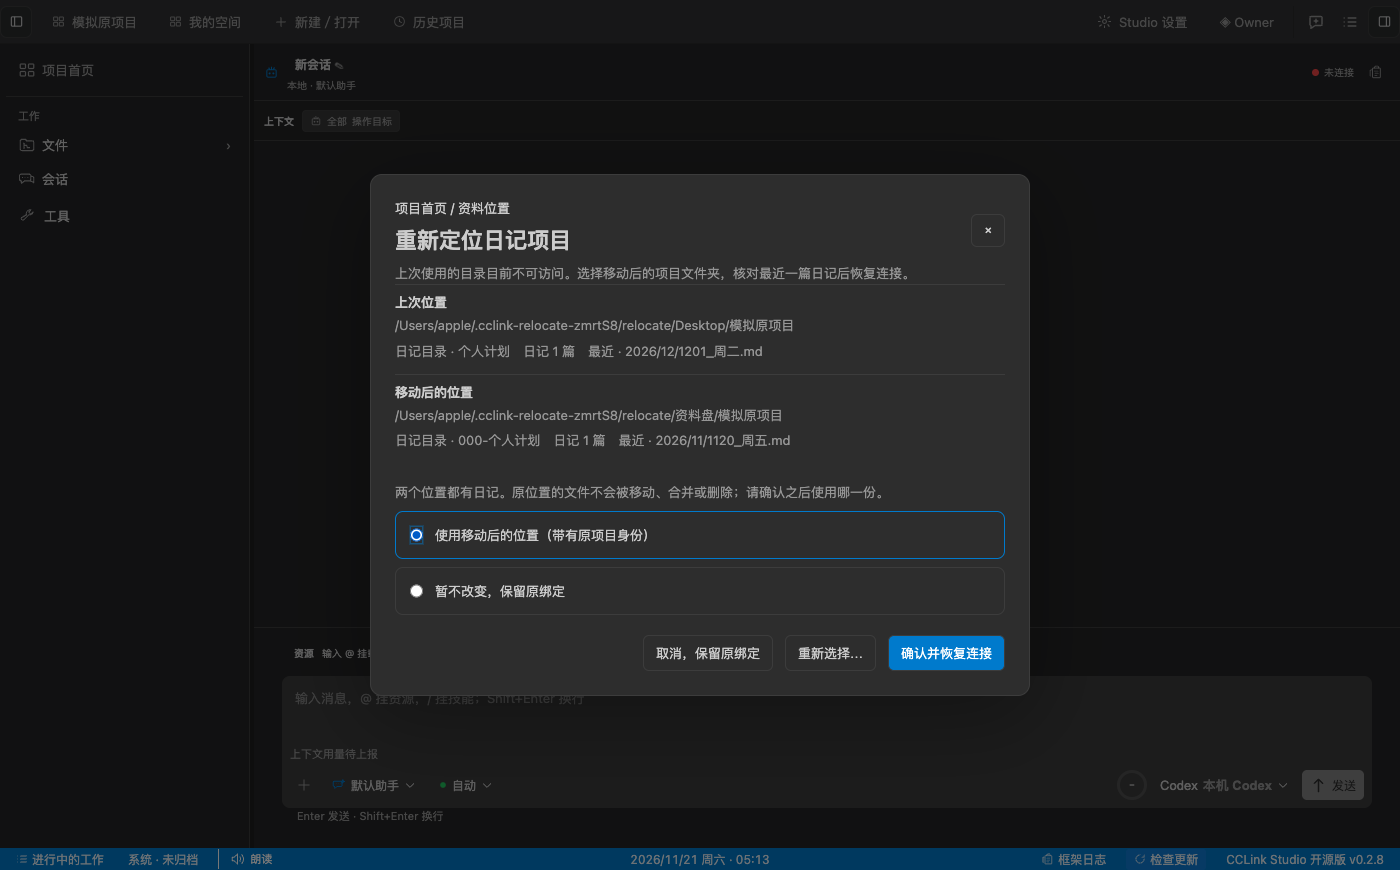 模拟原项目 我的空间 新建 / 打开 历史项目 Studio 设置 Owner
项目首页
工作
文件
会话
工具
新会话
本地 · 默认助手
未连接
上下文 全部 操作目标
项目首页 / 资料位置
重新定位日记项目
×
上次使用的目录目前不可访问。选择移动后的项目文件夹，核对最近一篇日记后恢复连接。
上次位置
/Users/apple/.cclink-relocate-zmrtS8/relocate/Desktop/模拟原项目
日记目录 · 个人计划 日记 1 篇 最近 · 2026/12/1201_周二.md
移动后的位置
/Users/apple/.cclink-relocate-zmrtS8/relocate/资料盘/模拟原项目
日记目录 · 000-个人计划 日记 1 篇 最近 · 2026/11/1120_周五.md
两个位置都有日记。原位置的文件不会被移动、合并或删除；请确认之后使用哪一份。
使用移动后的位置（带有原项目身份）
暂不改变，保留原绑定
取消，保留原绑定 重新选择... 确认并恢复连接
资源 输入 @ 挂
输入消息，@ 挂资源，/ 挂技能；Shift+Enter 换行
上下文用量待上报
默认助手 自动 - Codex 本机 Codex 发送
Enter 发送 · Shift+Enter 换行
进行中的工作 系统 · 未归档 朗读 2026/11/21 周六 · 05:13 框架日志 检查更新 CCLink Studio 开源版 v0.2.8